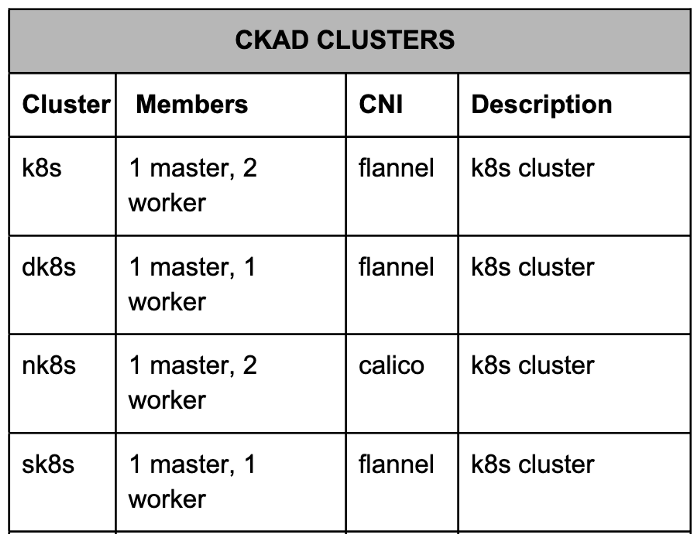 CKAD CLUSTERS
Cluster Members CNI Description
k8s 1 master, 2 flannel k8s cluster
worker
dk8s 1 master, 1 flannel k8s cluster
worker
nk8s 1 master, 2 calico k8s cluster
worker
sk8s 1 master, 1 flannel k8s cluster
worker